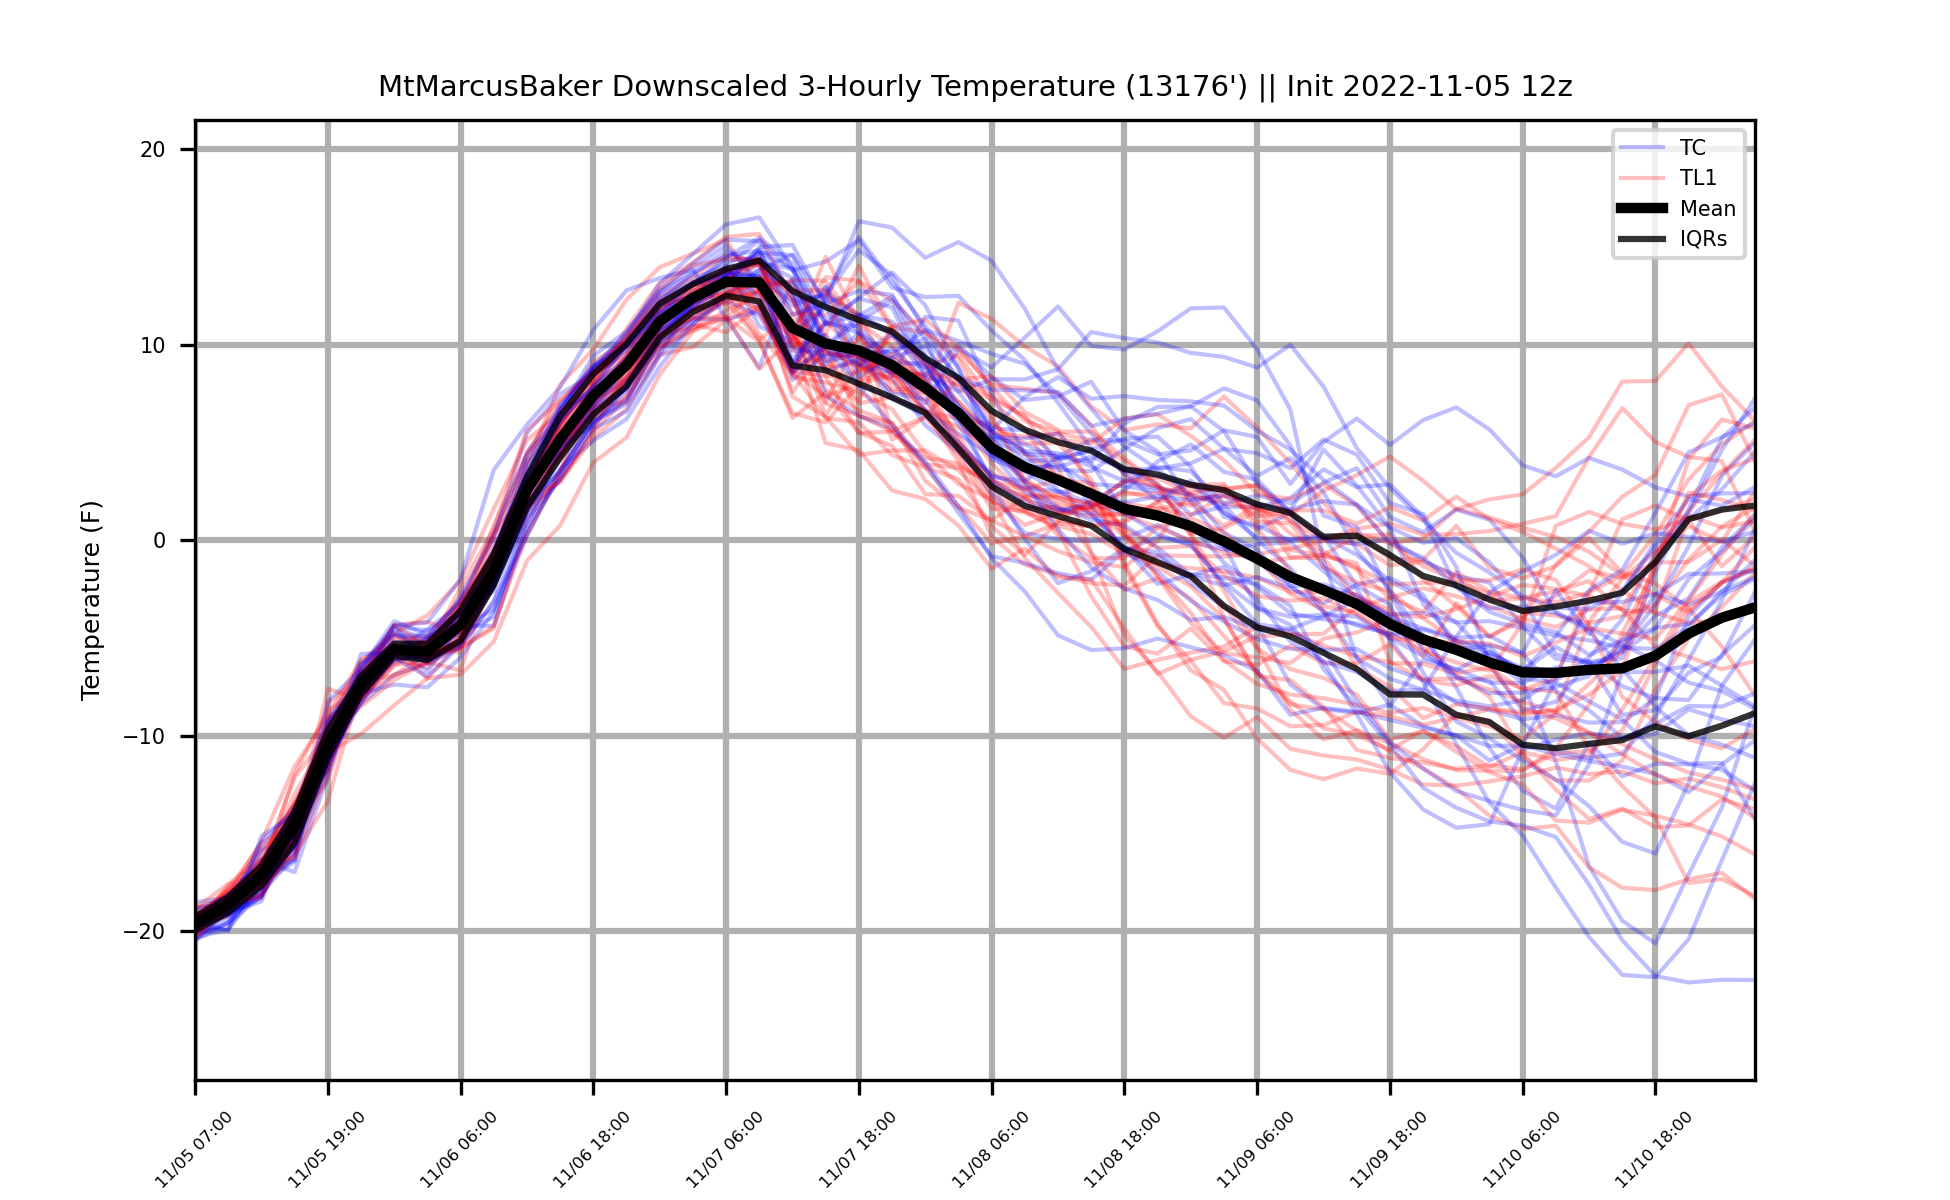 MtMarcusBaker Downscaled 3-Hourly Temperature (13176') || Init 2022-11-05 12z
TC
TL1
Mean
IQRs
Temperature (F)
20
10
0
−10
−20
11/05 07:00
11/05 19:00
11/06 06:00
11/06 18:00
11/07 06:00
11/07 18:00
11/08 06:00
11/08 18:00
11/09 06:00
11/09 18:00
11/10 06:00
11/10 18:00